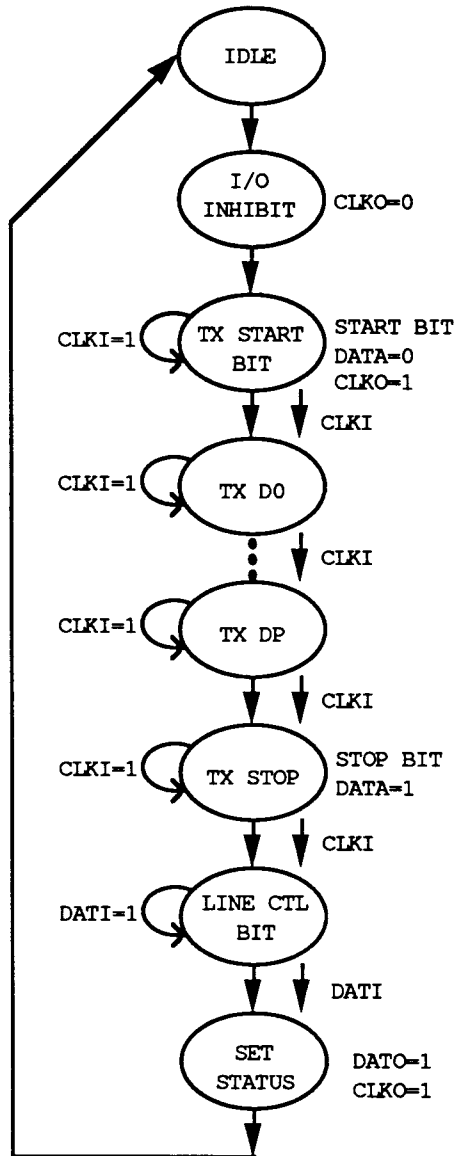 IDLE
I/O
INHIBIT
CLKO=0
CLKI=1
TX START
BIT
START BIT
DATA=0
CLKO=1
CLKI
CLKI=1
TX D0
CLKI
CLKI=1
TX DP
CLKI
CLKI=1
TX STOP
STOP BIT
DATA=1
CLKI
DATI=1
LINE CTL
BIT
DATI
SET
STATUS
DATO=1
CLKO=1